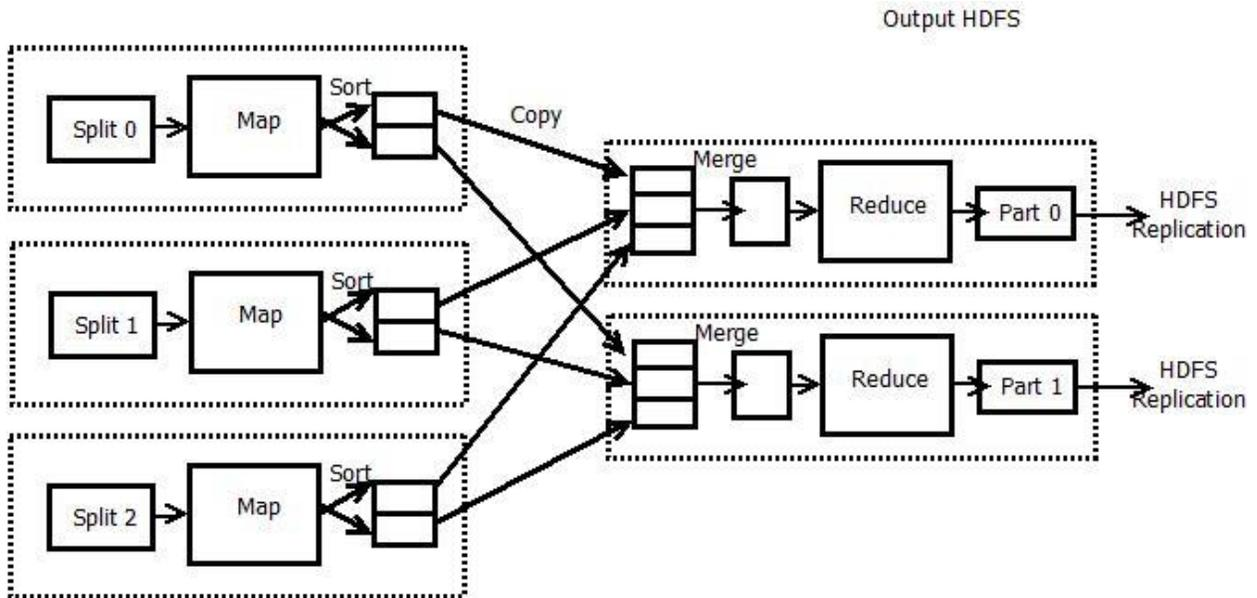 Output HDFS
Split 0
Map
Sort
Copy
Merge
Reduce
Part 0
HDFS
Replication
Split 1
Map
Sort
Merge
Reduce
Part 1
HDFS
Replication
Split 2
Map
Sort